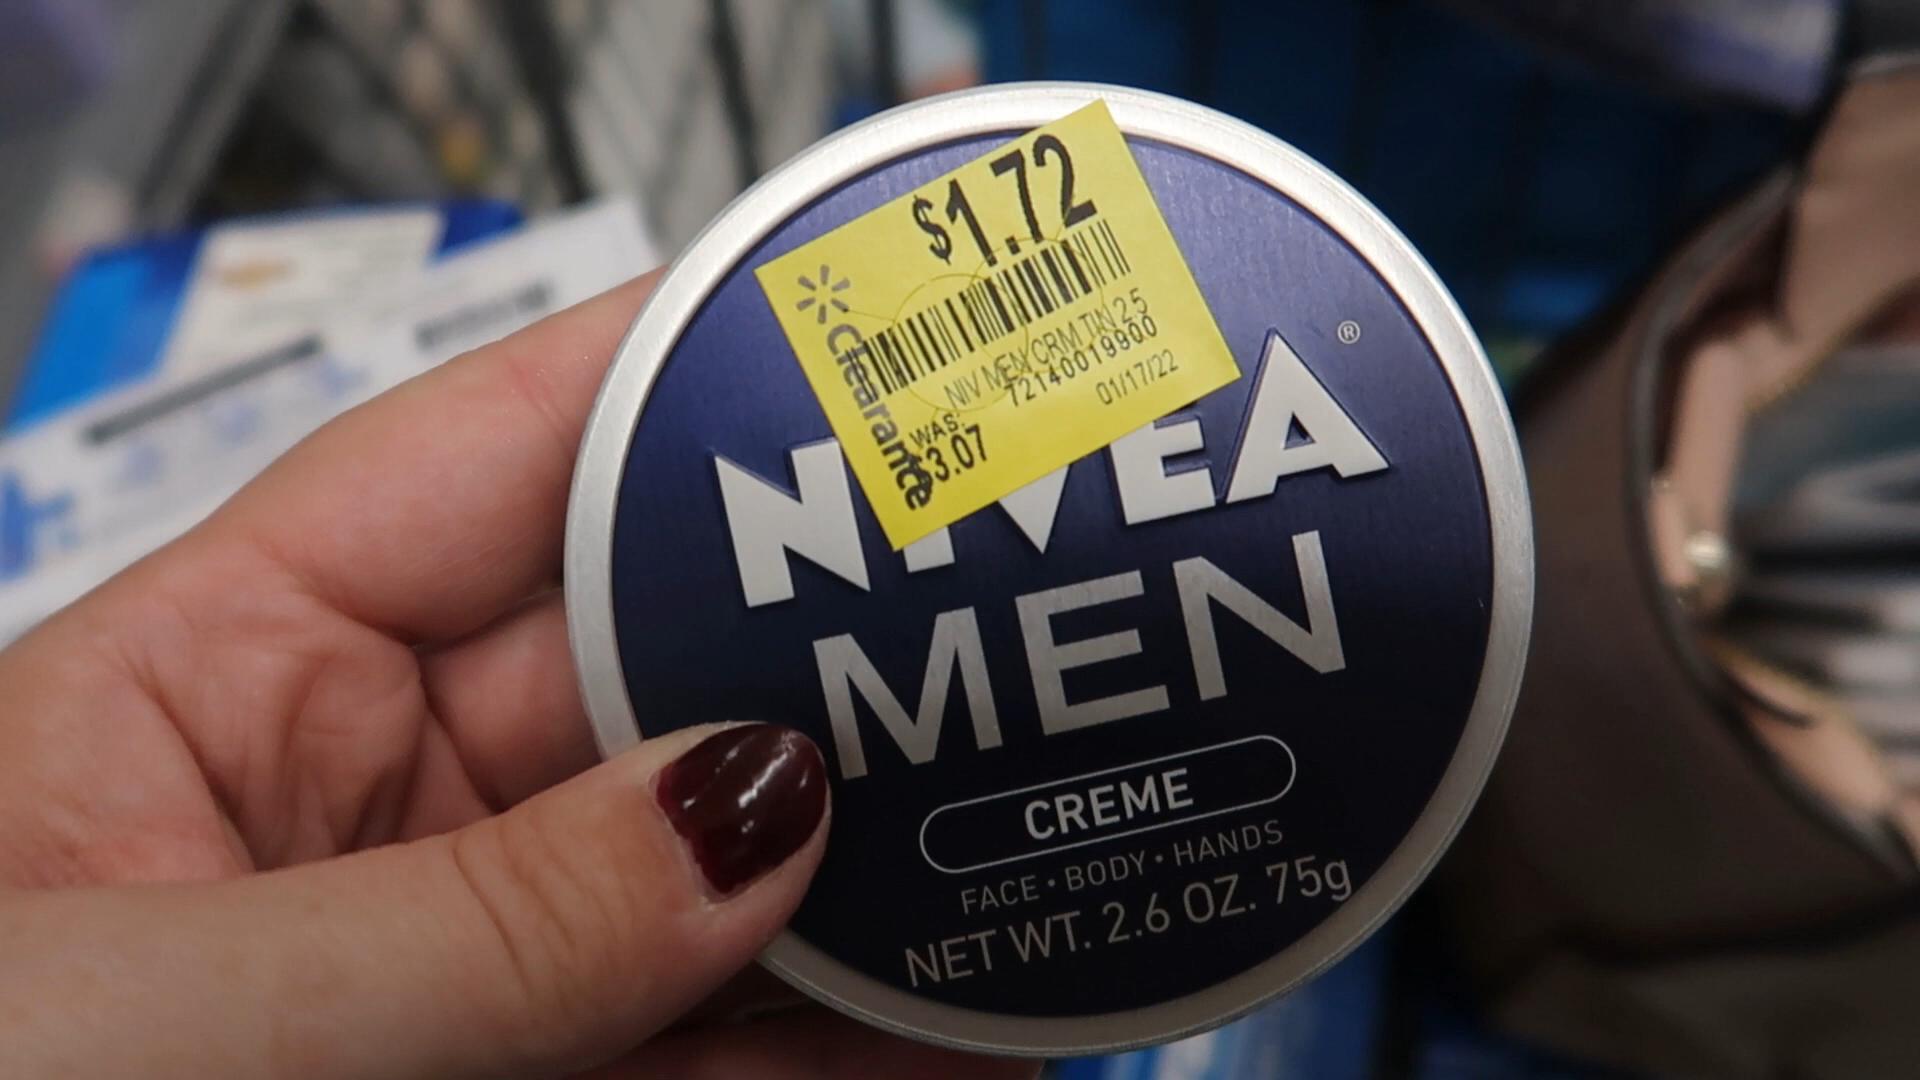 $1.72
Clearance
NIV MEN CRM TIN 2.5
72140019900
01/17/22
WAS:
$3.07
NIVEA®
MEN
CREME
FACE • BODY • HANDS
NET WT. 2.6 OZ. 75g